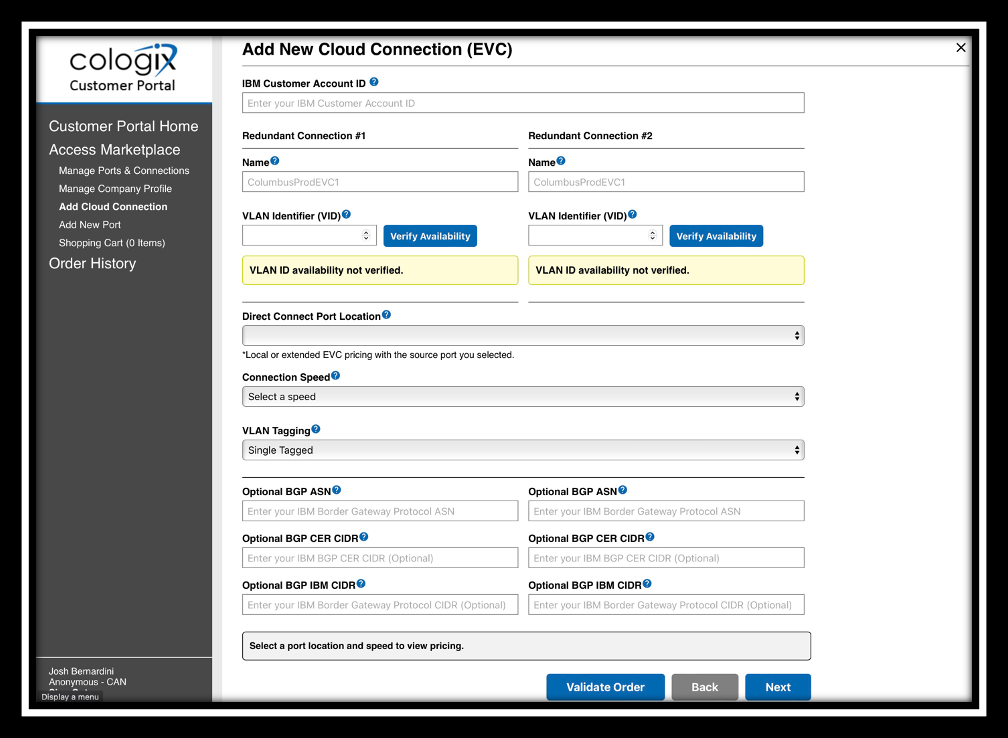 cologix
Customer Portal
Customer Portal Home
Access Marketplace
Manage Ports & Connections
Manage Company Profile
Add Cloud Connection
Add New Port
Shopping Cart (0 Items)
Order History
Josh Bernardini
Anonymous - CAN
Display a menu
Add New Cloud Connection (EVC)
IBM Customer Account ID
Enter your IBM Customer Account ID
Redundant Connection #1
Redundant Connection #2
Name
Name
ColumbusProdEVC1
ColumbusProdEVC1
VLAN Identifier (VID)
VLAN Identifier (VID)
Verify Availability
Verify Availability
VLAN ID availability not verified.
VLAN ID availability not verified.
Direct Connect Port Location
*Local or extended EVC pricing with the source port you selected.
Connection Speed
Select a speed
VLAN Tagging
Single Tagged
Optional BGP ASN
Optional BGP ASN
Enter your IBM Border Gateway Protocol ASN
Enter your IBM Border Gateway Protocol ASN
Optional BGP CER CIDR
Optional BGP CER CIDR
Enter your IBM BGP CER CIDR (Optional)
Enter your IBM BGP CER CIDR (Optional)
Optional BGP IBM CIDR
Optional BGP IBM CIDR
Enter your IBM Border Gateway Protocol CIDR (Optional)
Enter your IBM Border Gateway Protocol CIDR (Optional)
Select a port location and speed to view pricing.
Validate Order
Back
Next